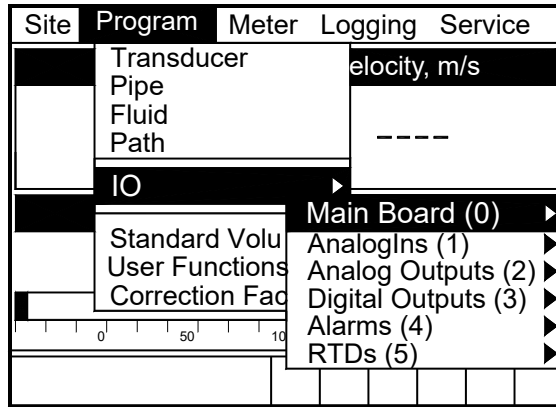 Site Program Meter Logging Service
Transducer
Pipe
Fluid
Path
IO
Standard Volu
User Functions
Correction Fac
elocity, m/s
----
Main Board (0)
AnalogIns (1)
Analog Outputs (2)
Digital Outputs (3)
Alarms (4)
RTDs (5)
0 50 10